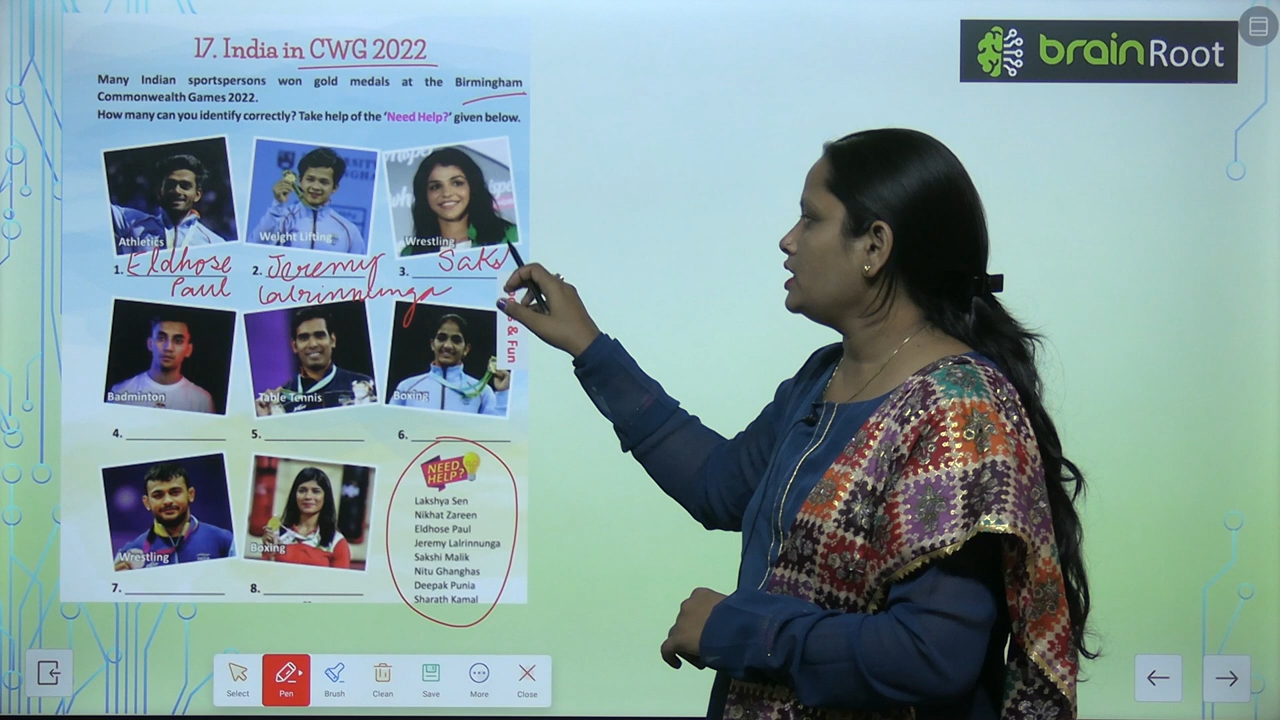 17. India in CWG 2022
Many Indian sportspersons won gold medals at the Birmingham
Commonwealth Games 2022.
How many can you identify correctly? Take help of the 'Need Help?' given below.
Athletics
Weight Lifting
Wrestling
1. Eldhose
Paul
2. Jeremy
Lalrinnunga
3. Saks
Badminton
Table Tennis
Boxing
& Fun
4.
5.
6.
Wrestling
Boxing
NEED
HELP?
Lakshya Sen
Nikhat Zareen
Eldhose Paul
Jeremy Lalrinnunga
Sakshi Malik
Nitu Ghanghas
Deepak Punia
Sharath Kamal
7.
8.
brainRoot
Select
Pen
Brush
Clean
Save
More
Close